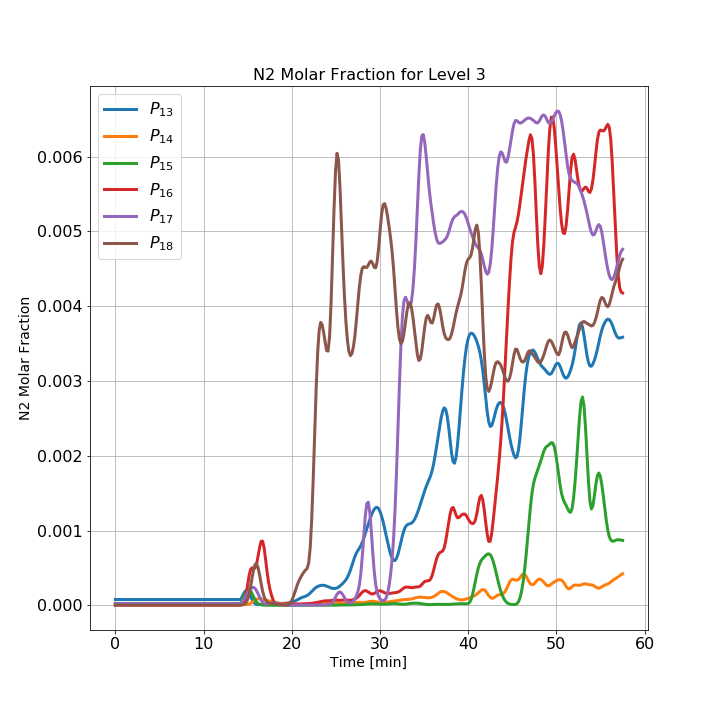 N2 Molar Fraction for Level 3
P13
P14
P15
P16
P17
P18
0.006
0.005
0.004
0.003
0.002
0.001
0.000
N2 Molar Fraction
0 10 20 30 40 50 60
Time [min]